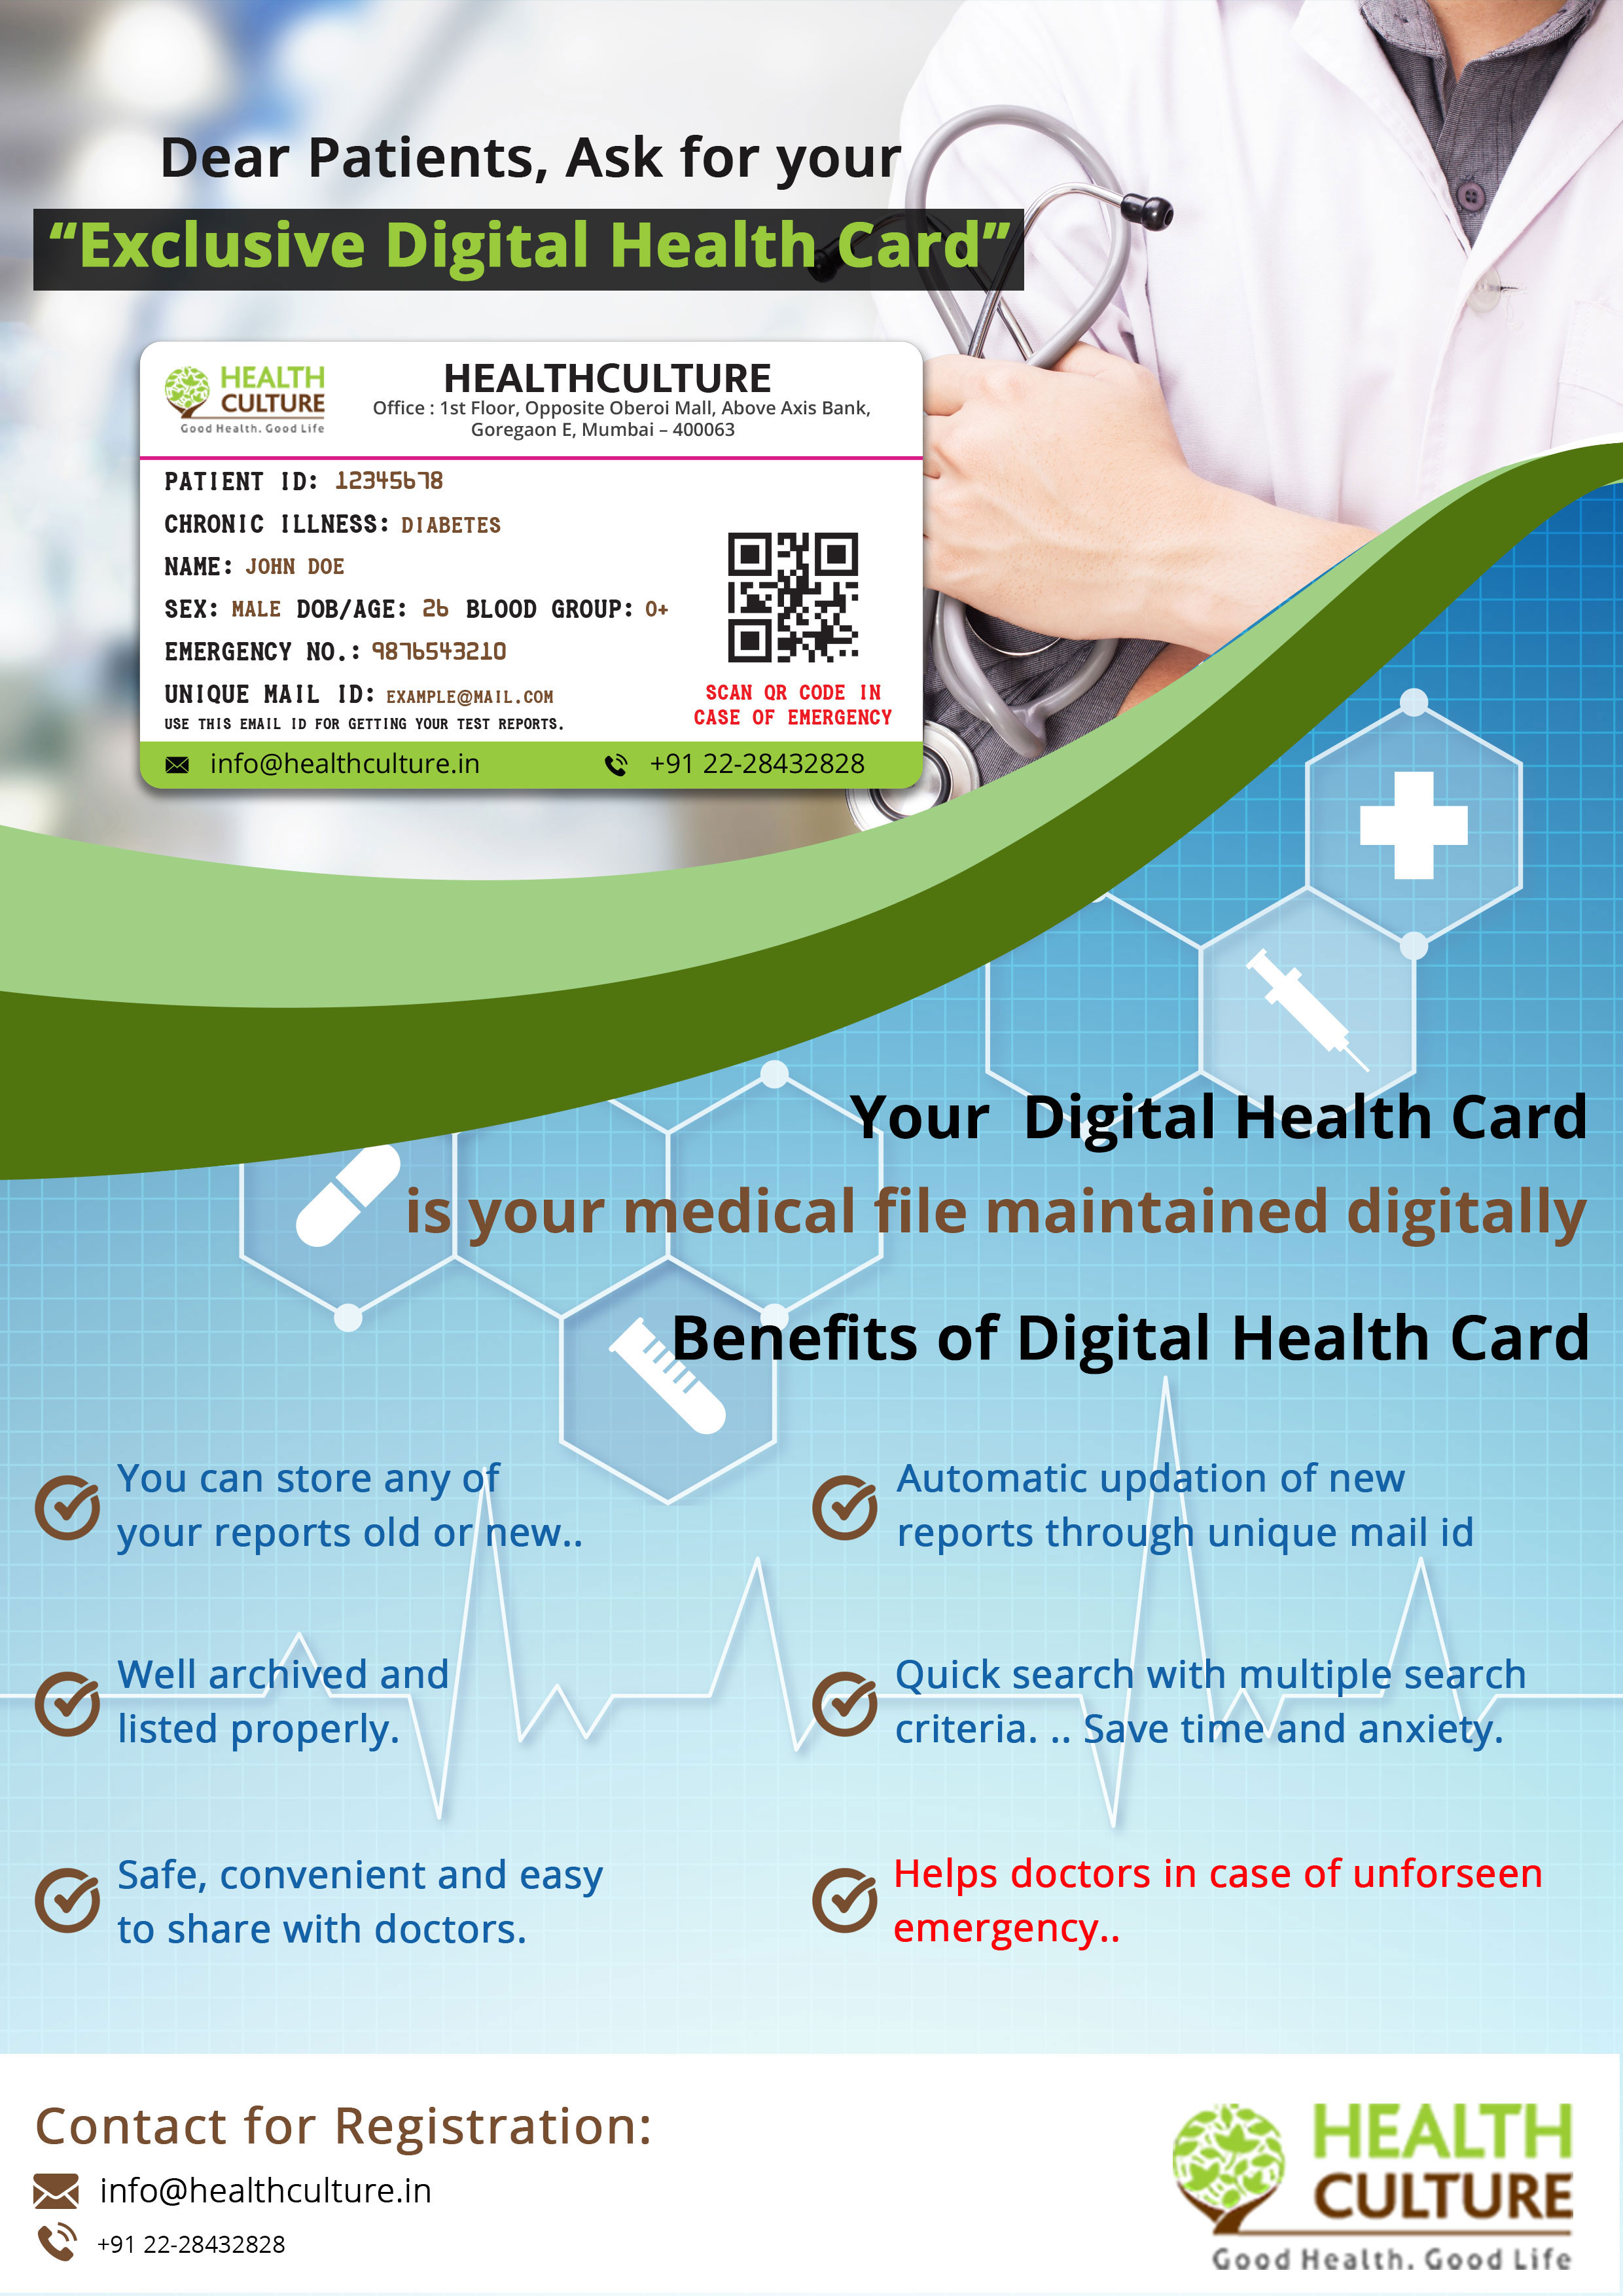 Dear Patients, Ask for your
“Exclusive Digital Health Card”
HEALTH
CULTURE
Good Health. Good Life
HEALTHCULTURE
Office : 1st Floor, Opposite Oberoi Mall, Above Axis Bank,
Goregaon E, Mumbai – 400063
PATIENT ID: 12345678
CHRONIC ILLNESS: DIABETES
NAME: JOHN DOE
SEX: MALE DOB/AGE: 26 BLOOD GROUP: O+
EMERGENCY NO.: 9876543210
UNIQUE MAIL ID: EXAMPLE@MAIL.COM
USE THIS EMAIL ID FOR GETTING YOUR TEST REPORTS.
SCAN QR CODE IN
CASE OF EMERGENCY
info@healthculture.in
+91 22-28432828
Your Digital Health Card
is your medical file maintained digitally
Benefits of Digital Health Card
You can store any of
your reports old or new..
Automatic updation of new
reports through unique mail id
Well archived and
listed properly.
Quick search with multiple search
criteria. .. Save time and anxiety.
Safe, convenient and easy
to share with doctors.
Helps doctors in case of unforseen
emergency..
Contact for Registration:
info@healthculture.in
+91 22-28432828
HEALTH
CULTURE
Good Health. Good Life